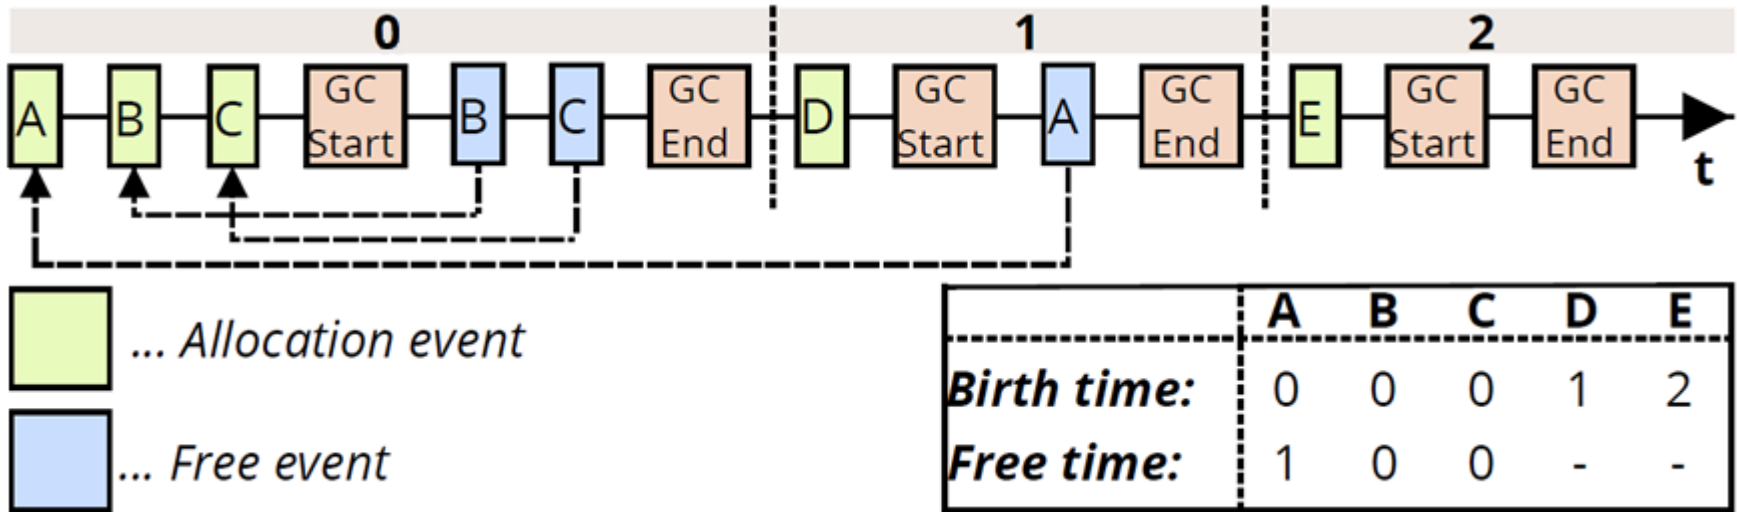 0 1 2
A B C GC Start B C GC End D GC Start A GC End E GC Start GC End
t
... Allocation event
... Free event
A B C D E
Birth time: 0 0 0 1 2
Free time: 1 0 0 - -